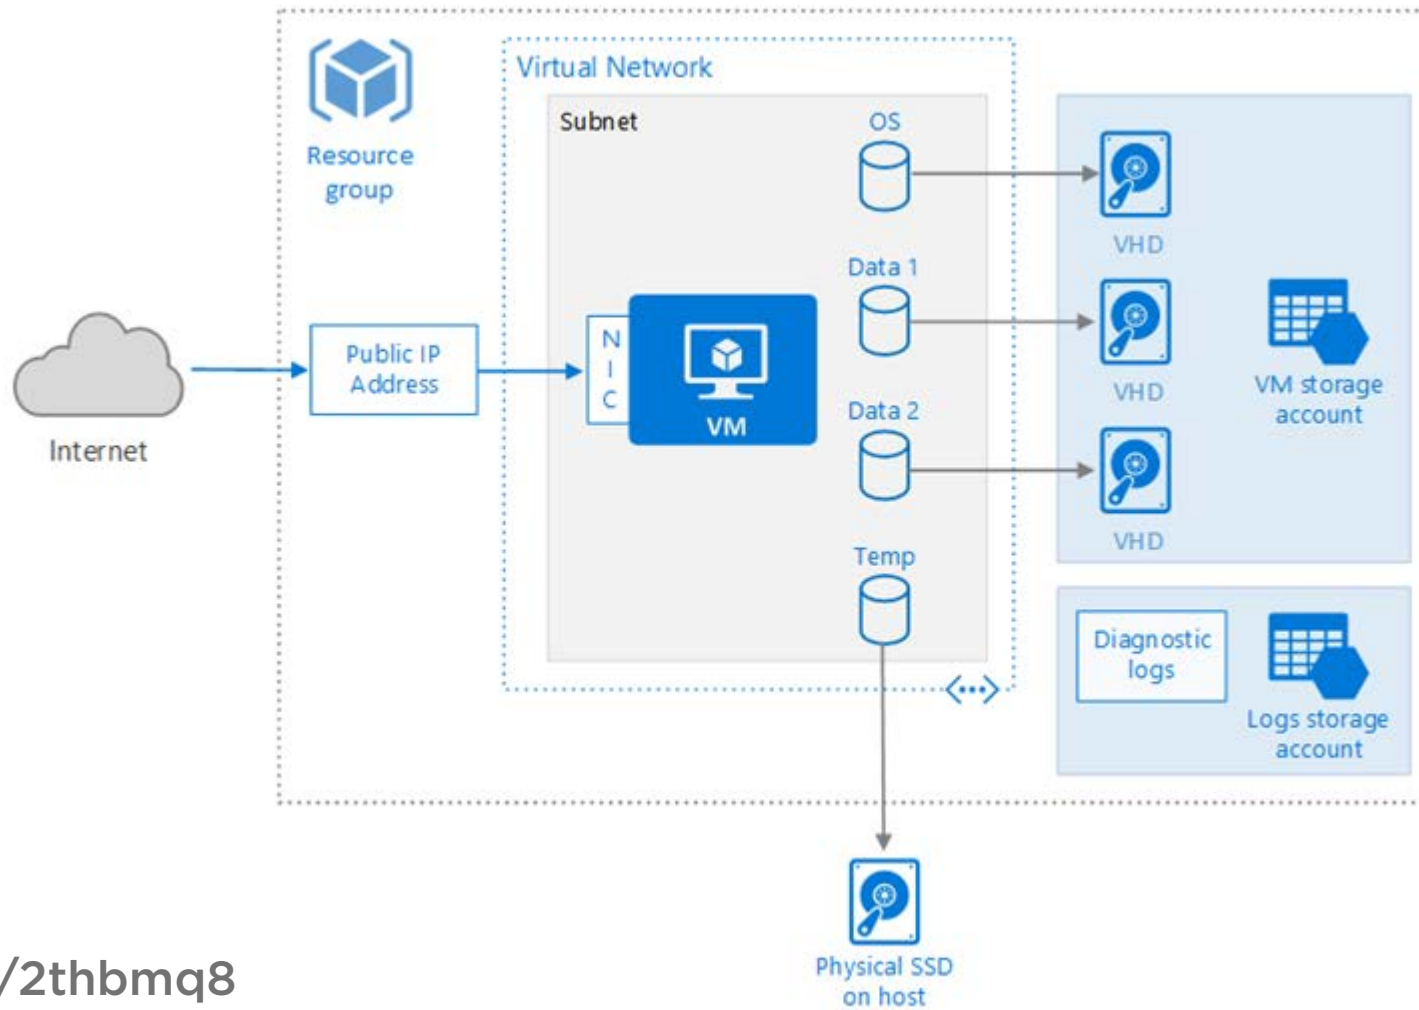 Virtual Network
Resource
group
Subnet
OS
VHD
Data 1
VHD
Data 2
VHD
Temp
Internet
Public IP
Address
N
I
C
VM
VM storage
account
Diagnostic
logs
Logs storage
account
Physical SSD
on host
/2thbmq8